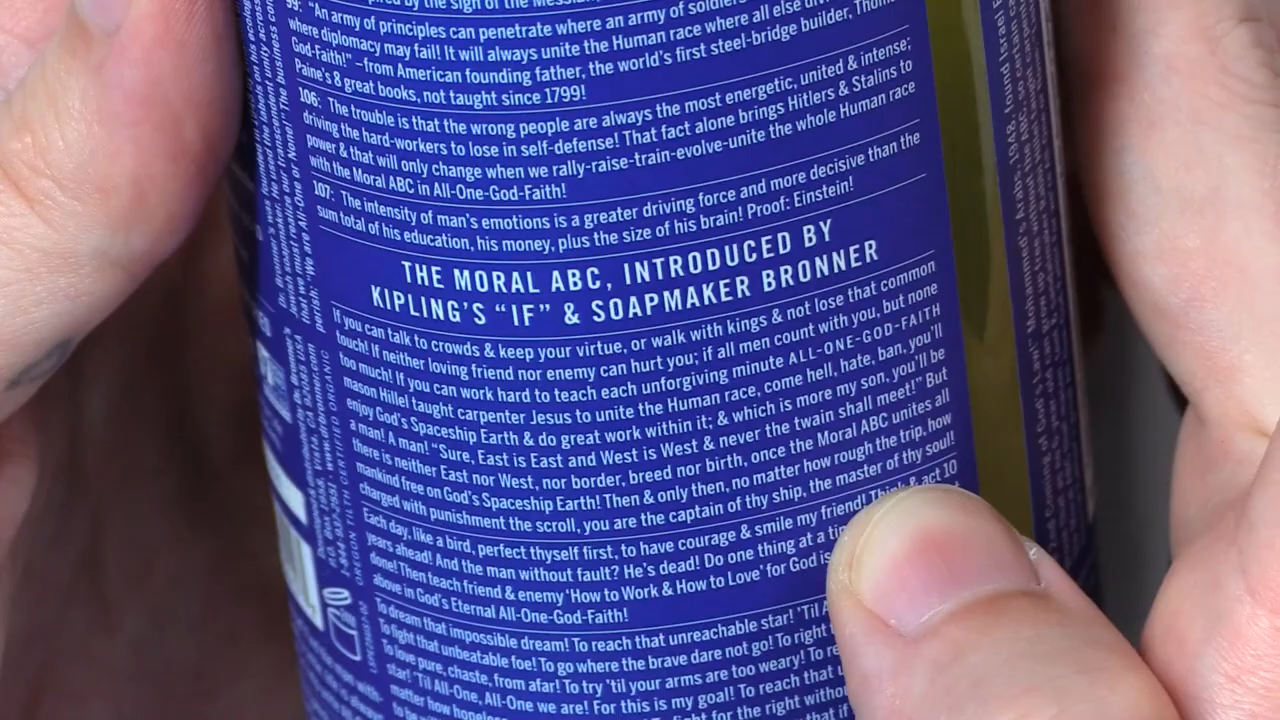 by the sign of the
99: "An army of principles can penetrate where an army of
where diplomacy may fail! It will always unite the Human race where all else
God-Faith!" –from American founding father, the world's first steel-bridge builder,
Paine's 8 great books, not taught since 1799!
106: The trouble is that the wrong people are always the most energetic, united & intense;
driving the hard-workers to lose in self-defense! That fact alone brings Hitlers & Stalins to
power & that will only change when we rally-raise-train-evolve-unite the whole Human race
with the Moral ABC in All-One-God-Faith!
107: The intensity of man's emotions is a greater driving force and more decisive than the
sum total of his education, his money, plus the size of his brain! Proof: Einstein!
THE MORAL ABC, INTRODUCED BY
KIPLING'S "IF" & SOAPMAKER BRONNER
If you can talk to crowds & keep your virtue, or walk with kings & not lose that common
touch! If neither loving friend nor enemy can hurt you; if all men count with you, but none
too much! If you can work hard to teach each unforgiving minute ALL-ONE-GOD-FAITH
mason Hillel taught carpenter Jesus to unite the Human race, come hell, hate, ban, you'll
enjoy God's Spaceship Earth & do great work within it; & which is more my son, you'll be
a man! A man! "Sure, East is East and West is West & never the twain shall meet!" But
there is neither East nor West, nor border, breed nor birth, once the Moral ABC unites all
mankind free on God's Spaceship Earth! Then & only then, no matter how rough the trip, how
charged with punishment the scroll, you are the captain of thy ship, the master of thy soul!
Each day, like a bird, perfect thyself first, to have courage & smile my friend! Think & act 10
years ahead! And the man without fault? He's dead! Do one thing at a
done! Then teach friend & enemy 'How to Work & How to Love' for God is
above in God's Eternal All-One-God-Faith!
To dream that impossible dream! To reach that unreachable star! 'Til
To fight that unbeatable foe! To go where the brave dare not go! To right
To love pure, chaste, from afar! To try 'til your arms are too weary! To
star! 'Til All-One, All-One we are! For this is my goal! To reach that
matter how To fight for the right
that if
OREGON TILTH CERTIFIED ORGANIC